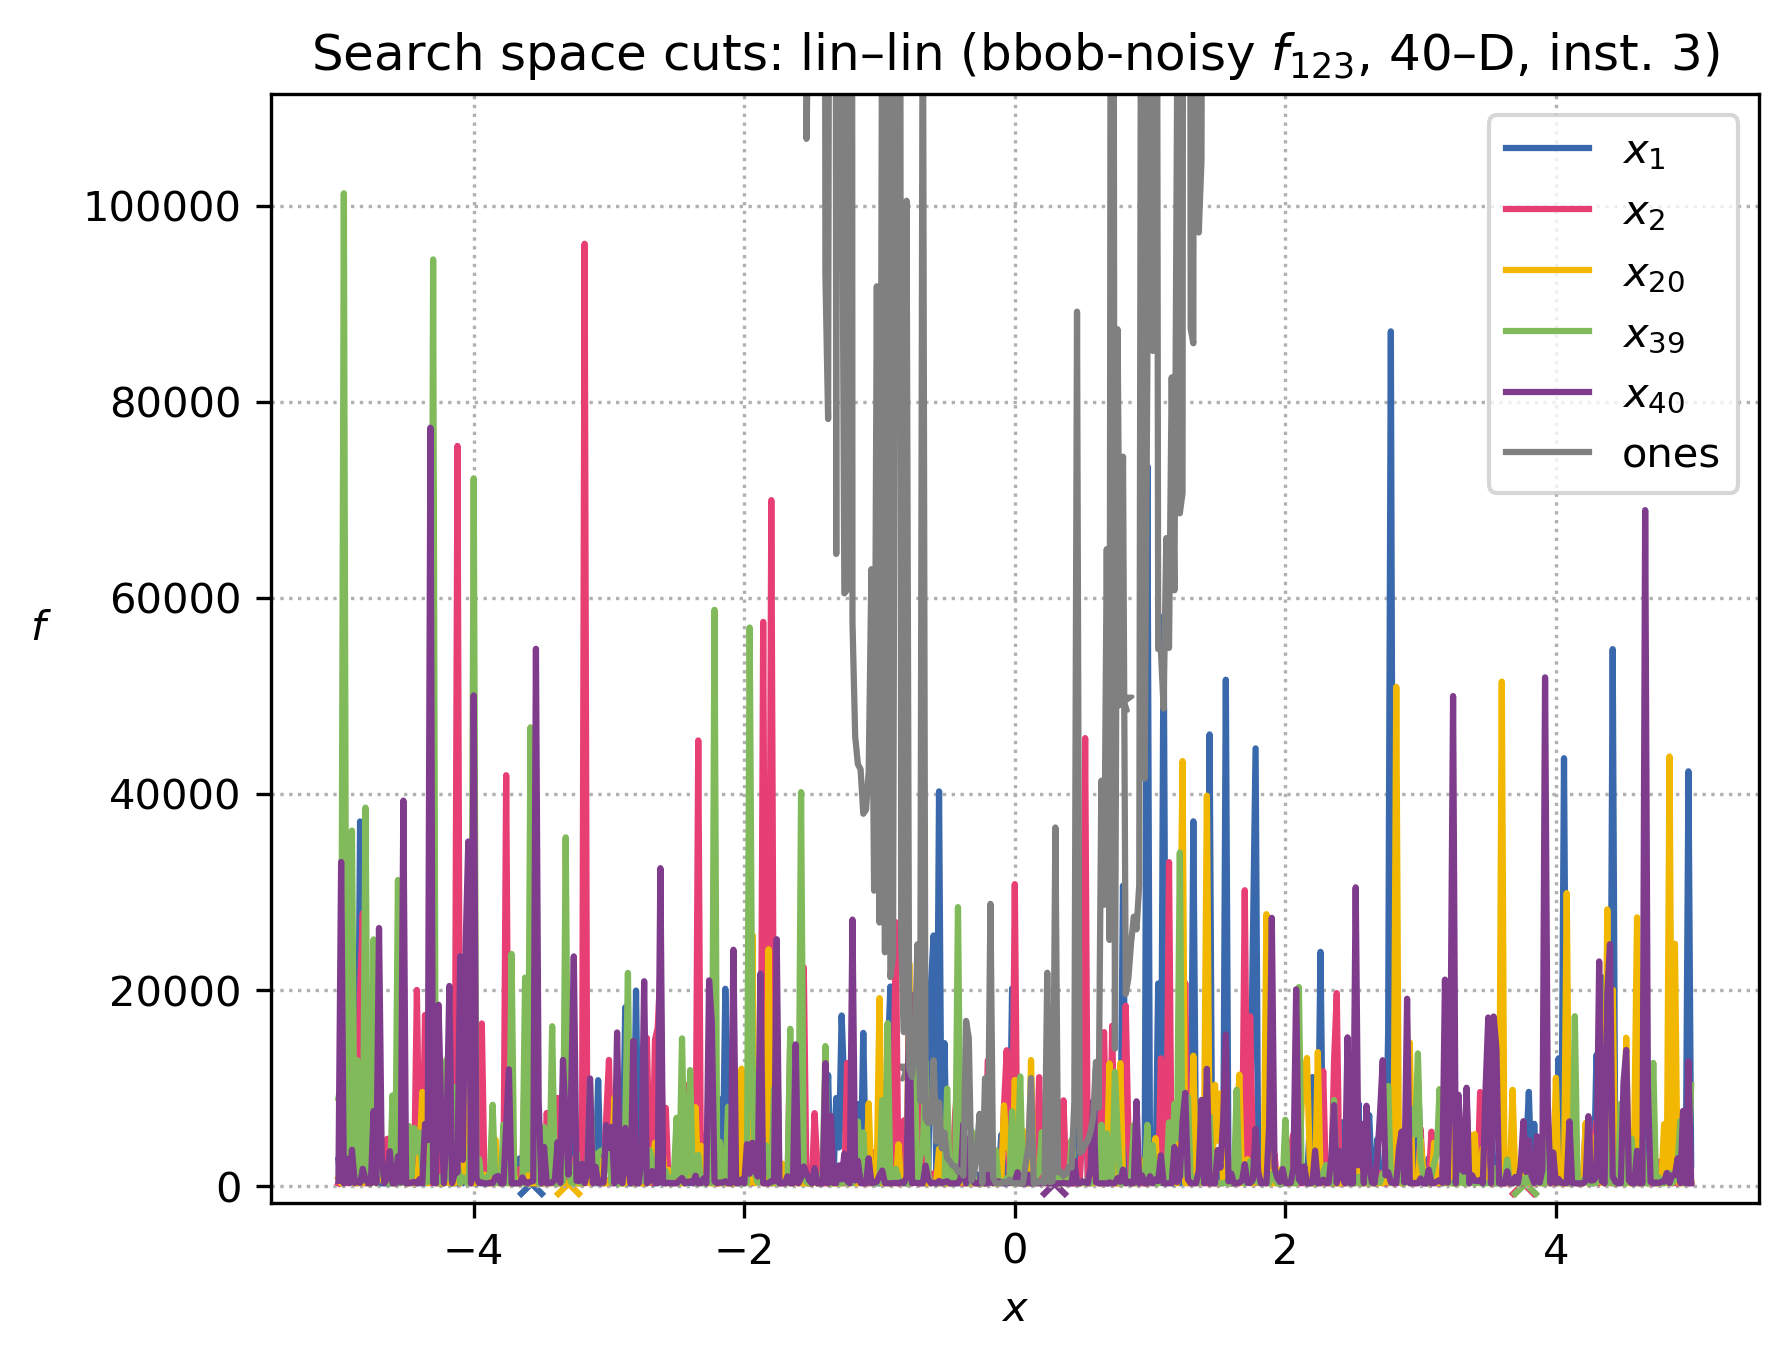 Search space cuts: lin–lin (bbob-noisy f₁₂₃, 40–D, inst. 3)
x₁
x₂
x₂₀
x₃₉
x₄₀
ones
100000
80000
60000
40000
20000
0
f
−4 −2 0 2 4
x